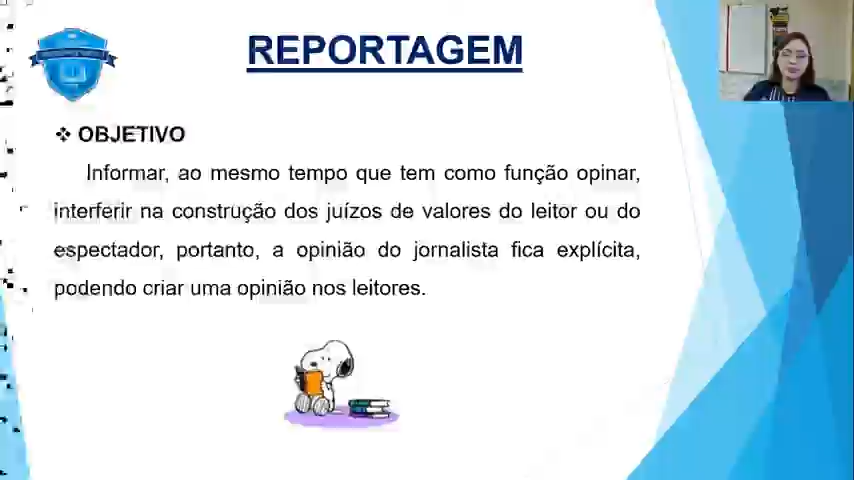 REPORTAGEM
❖ OBJETIVO
Informar, ao mesmo tempo que tem como função opinar,
interferir na construção dos juízos de valores do leitor ou do
espectador, portanto, a opinião do jornalista fica explícita,
podendo criar uma opinião nos leitores.